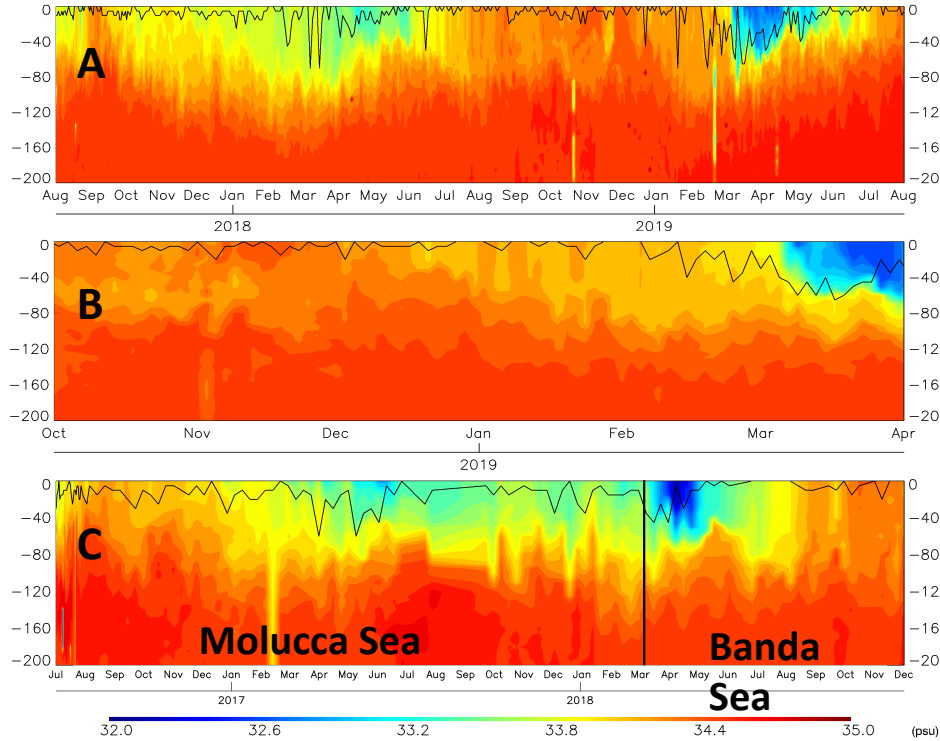 0 0
−40 −40
A
−80 −80
−120 −120
−160 −160
−200 −200
Aug Sep Oct Nov Dec Jan Feb Mar Apr May Jun Jul Aug Sep Oct Nov Dec Jan Feb Mar Apr May Jun Jul Aug
2018 2019
0 0
−40 −40
B
−80 −80
−120 −120
−160 −160
−200 −200
Oct Nov Dec Jan Feb Mar Apr
2019
0 0
−40 −40
C
−80 −80
−120 −120
−160 −160
Molucca Sea Banda
−200 −200
Jul Aug Sep Oct Nov Dec Jan Feb Mar Apr May Jun Jul Aug Sep Oct Nov Dec Jan Feb Mar Apr May Jun Jul Aug Sep Oct Nov Dec
Sea
2017 2018
32.0 32.6 33.2 33.8 34.4 35.0 (psu)